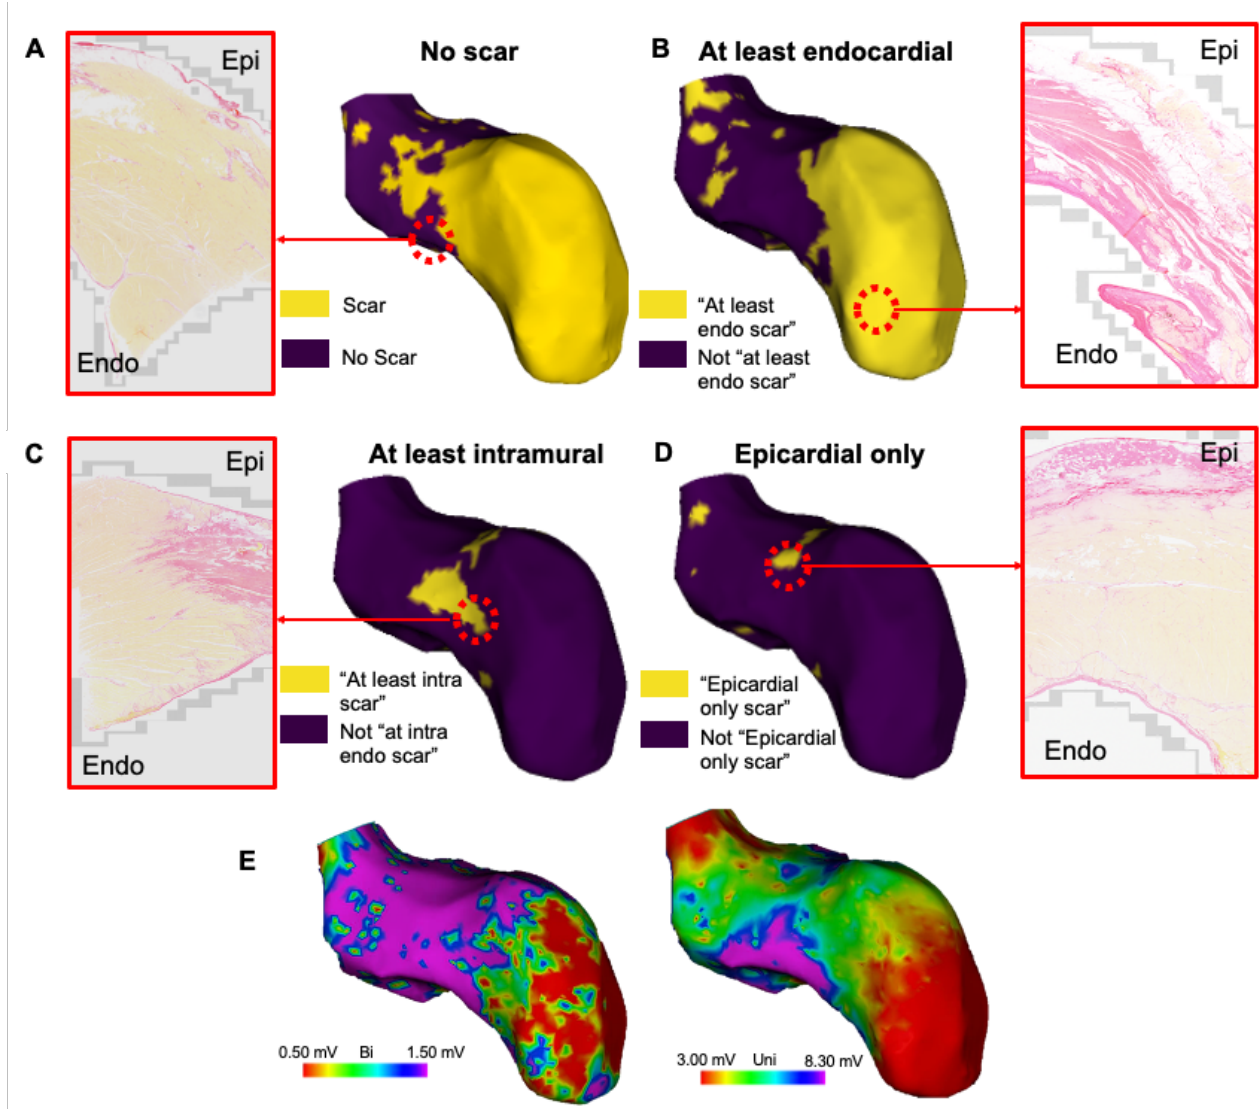 A
Epi
No scar
Endo
Scar
No Scar
B
At least endocardial
Endo
Epi
"At least
endo scar"
Not "at least
endo scar"
C
Epi
At least intramural
Endo
"At least intra
scar"
Not "at intra
endo scar"
D
Epicardial only
Epi
Endo
"Epicardial
only scar"
Not "Epicardial
only scar"
E
0.50 mV Bi 1.50 mV
3.00 mV Uni 8.30 mV